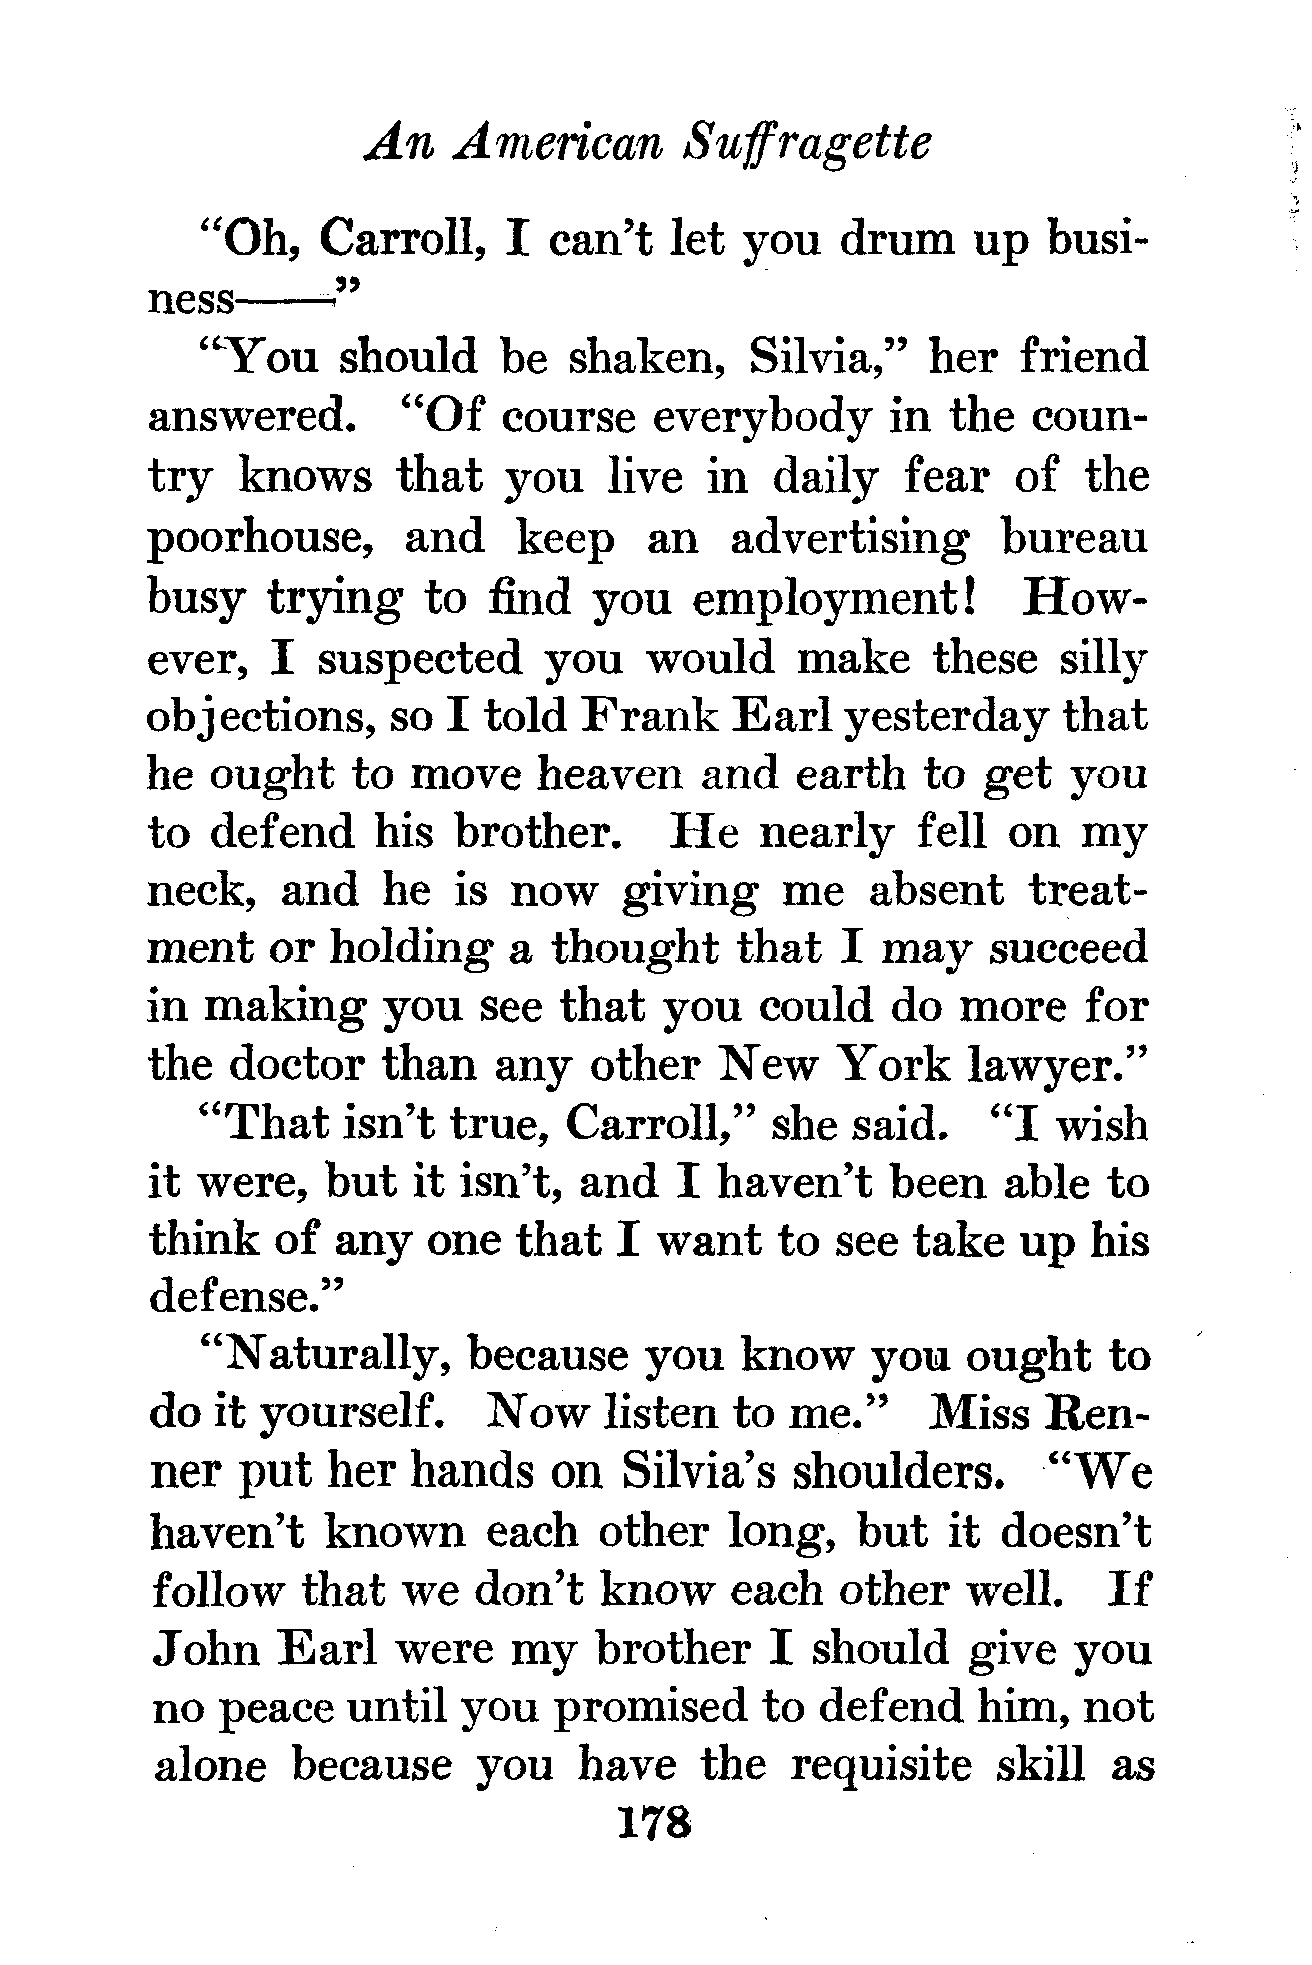 An American Suffragette
“Oh, Carroll, I can’t let you drum up busi-
ness——”
“You should be shaken, Silvia,” her friend
answered. “Of course everybody in the coun-
try knows that you live in daily fear of the
poorhouse, and keep an advertising bureau
busy trying to find you employment! How-
ever, I suspected you would make these silly
objections, so I told Frank Earl yesterday that
he ought to move heaven and earth to get you
to defend his brother. He nearly fell on my
neck, and he is now giving me absent treat-
ment or holding a thought that I may succeed
in making you see that you could do more for
the doctor than any other New York lawyer.”
“That isn’t true, Carroll,” she said. “I wish
it were, but it isn’t, and I haven’t been able to
think of any one that I want to see take up his
defense.”
“Naturally, because you know you ought to
do it yourself. Now listen to me.” Miss Ren-
ner put her hands on Silvia’s shoulders. “We
haven’t known each other long, but it doesn’t
follow that we don’t know each other well. If
John Earl were my brother I should give you
no peace until you promised to defend him, not
alone because you have the requisite skill as
178